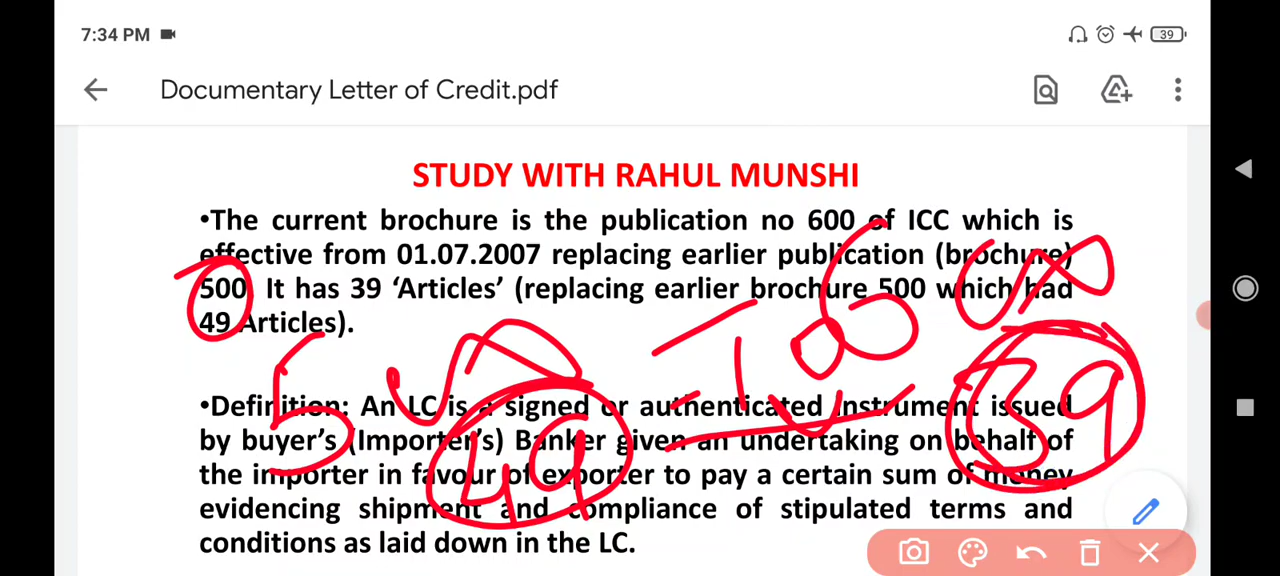 7:34 PM
39
Documentary Letter of Credit.pdf
STUDY WITH RAHUL MUNSHI
•The current brochure is the publication no 600 of ICC which is
effective from 01.07.2007 replacing earlier publication (brochure)
500. It has 39 ‘Articles’ (replacing earlier brochure 500 which had
49 Articles).
500
600
49
39
•Definition: An LC is a signed or authenticated instrument issued
by buyer’s (Importer’s) Banker given an undertaking on behalf of
the importer in favour of exporter to pay a certain sum of money
evidencing shipment and compliance of stipulated terms and
conditions as laid down in the LC.